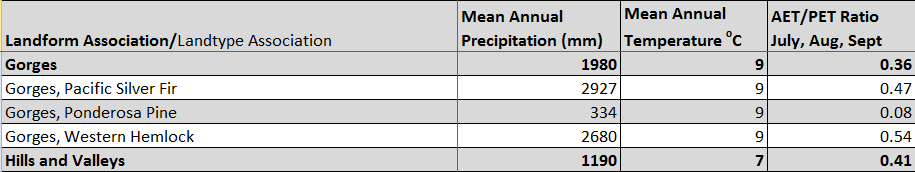 Landform Association/Landtype Association Mean Annual Precipitation (mm) Mean Annual Temperature ⁰C AET/PET Ratio July, Aug, Sept
Gorges 1980 9 0.36
Gorges, Pacific Silver Fir 2927 9 0.47
Gorges, Ponderosa Pine 334 9 0.08
Gorges, Western Hemlock 2680 9 0.54
Hills and Valleys 1190 7 0.41